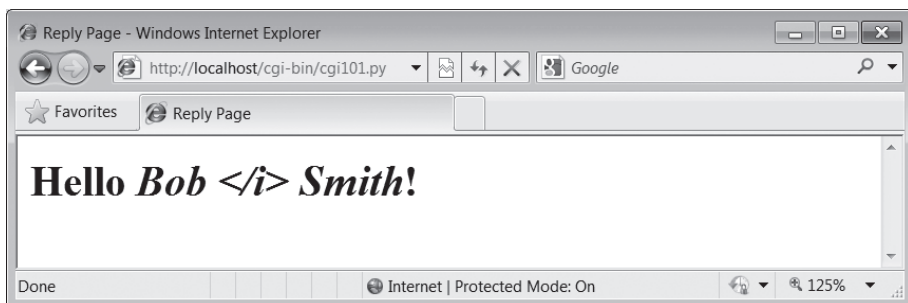 Reply Page - Windows Internet Explorer
http://localhost/cgi-bin/cgi101.py
Google
Favorites
Reply Page
Hello Bob </i> Smith!
Done
Internet | Protected Mode: On
125%